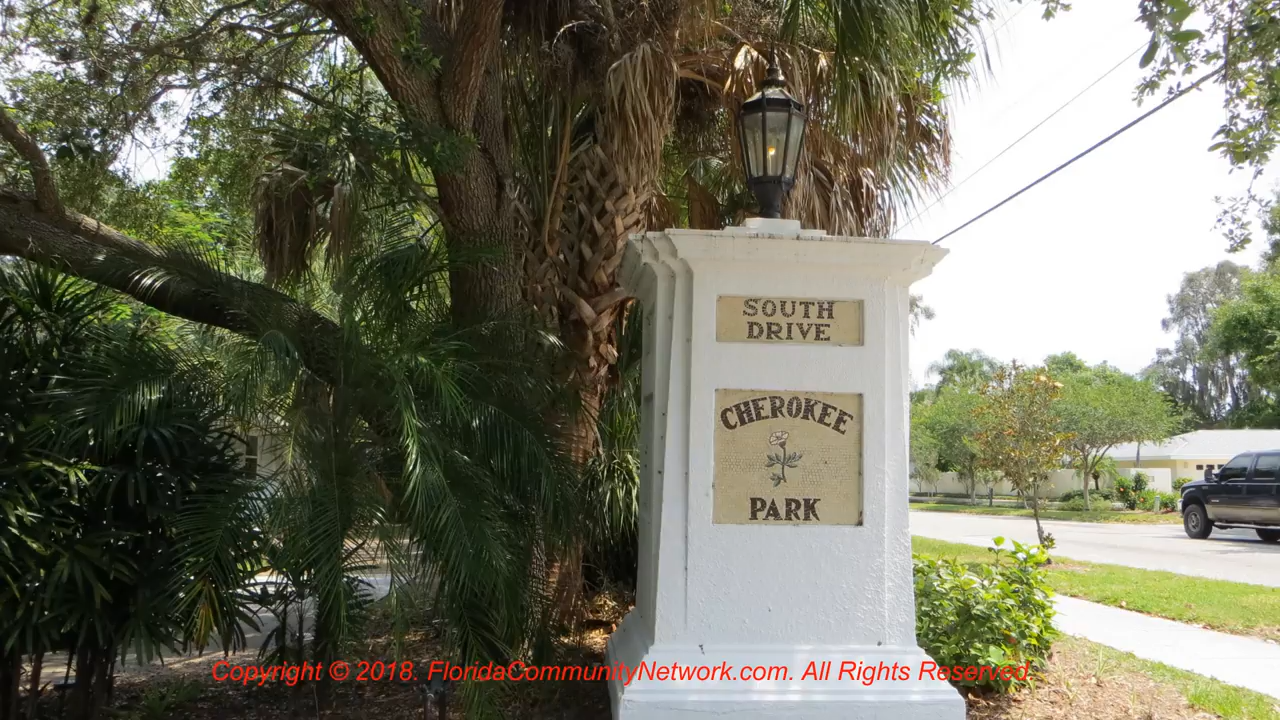 SOUTH
DRIVE
CHEROKEE
PARK
Copyright © 2018. FloridaCommunityNetwork.com. All Rights Reserved.